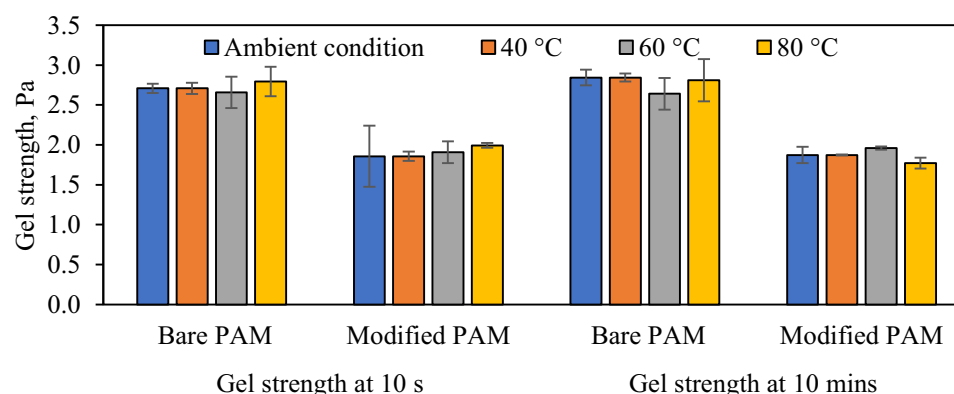 Gel strength, Pa
3.5
3.0
2.5
2.0
1.5
1.0
0.5
0.0
Ambient condition 40 °C 60 °C 80 °C
Bare PAM Modified PAM Bare PAM Modified PAM
Gel strength at 10 s Gel strength at 10 mins